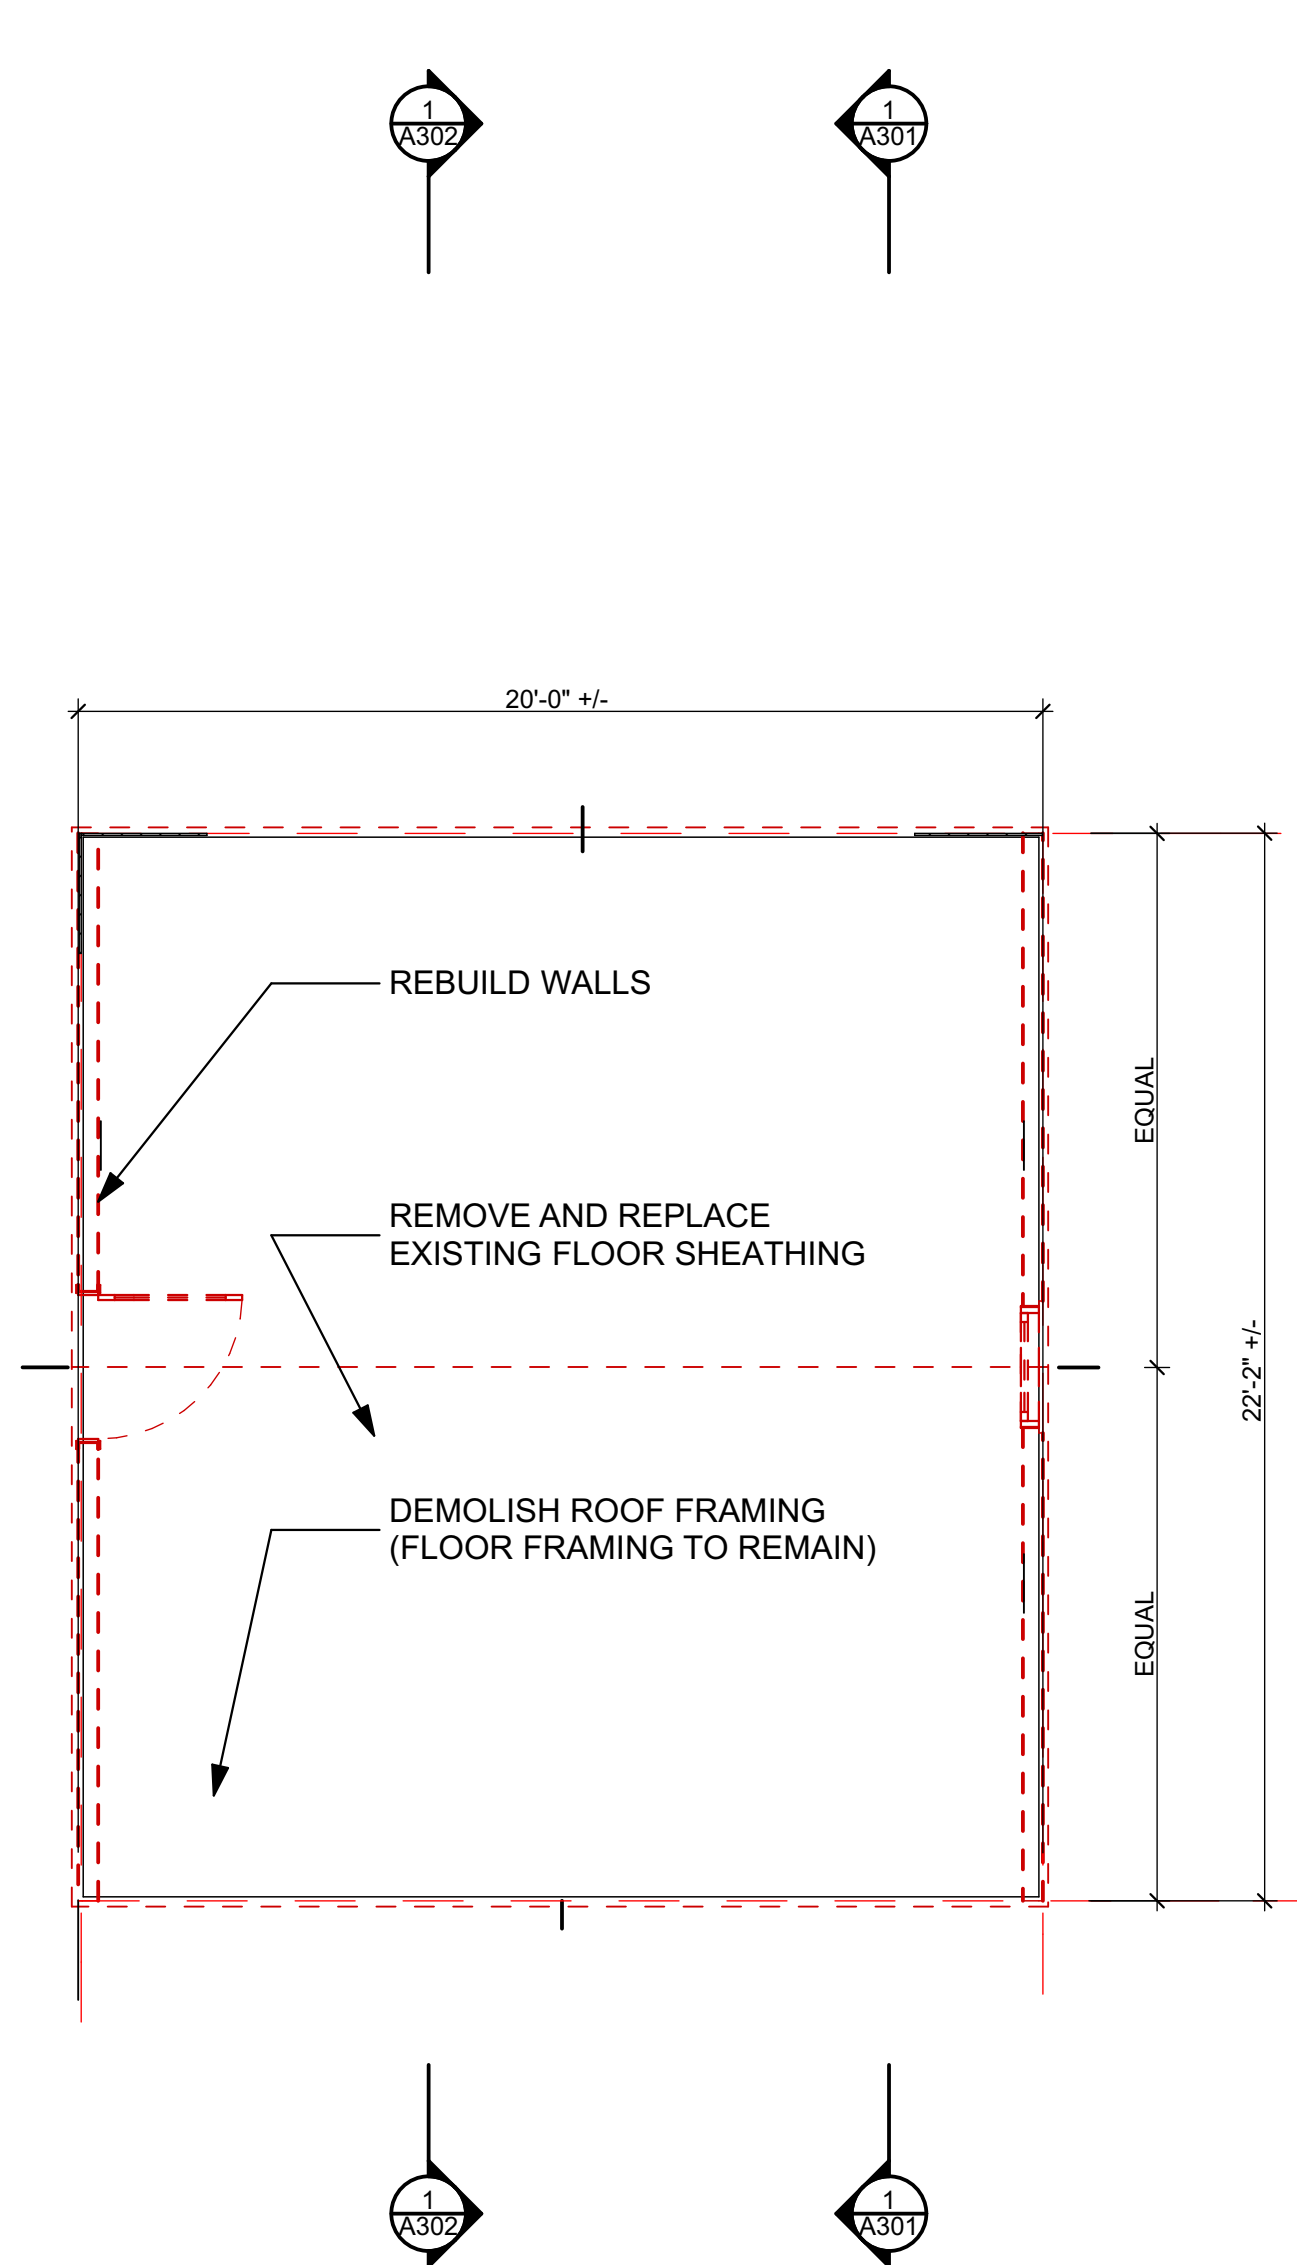 1
A302
1
A301
20'-0" +/-
REBUILD WALLS
EQUAL
REMOVE AND REPLACE
EXISTING FLOOR SHEATHING
22'-2" +/-
DEMOLISH ROOF FRAMING
(FLOOR FRAMING TO REMAIN)
EQUAL
1
A302
1
A301